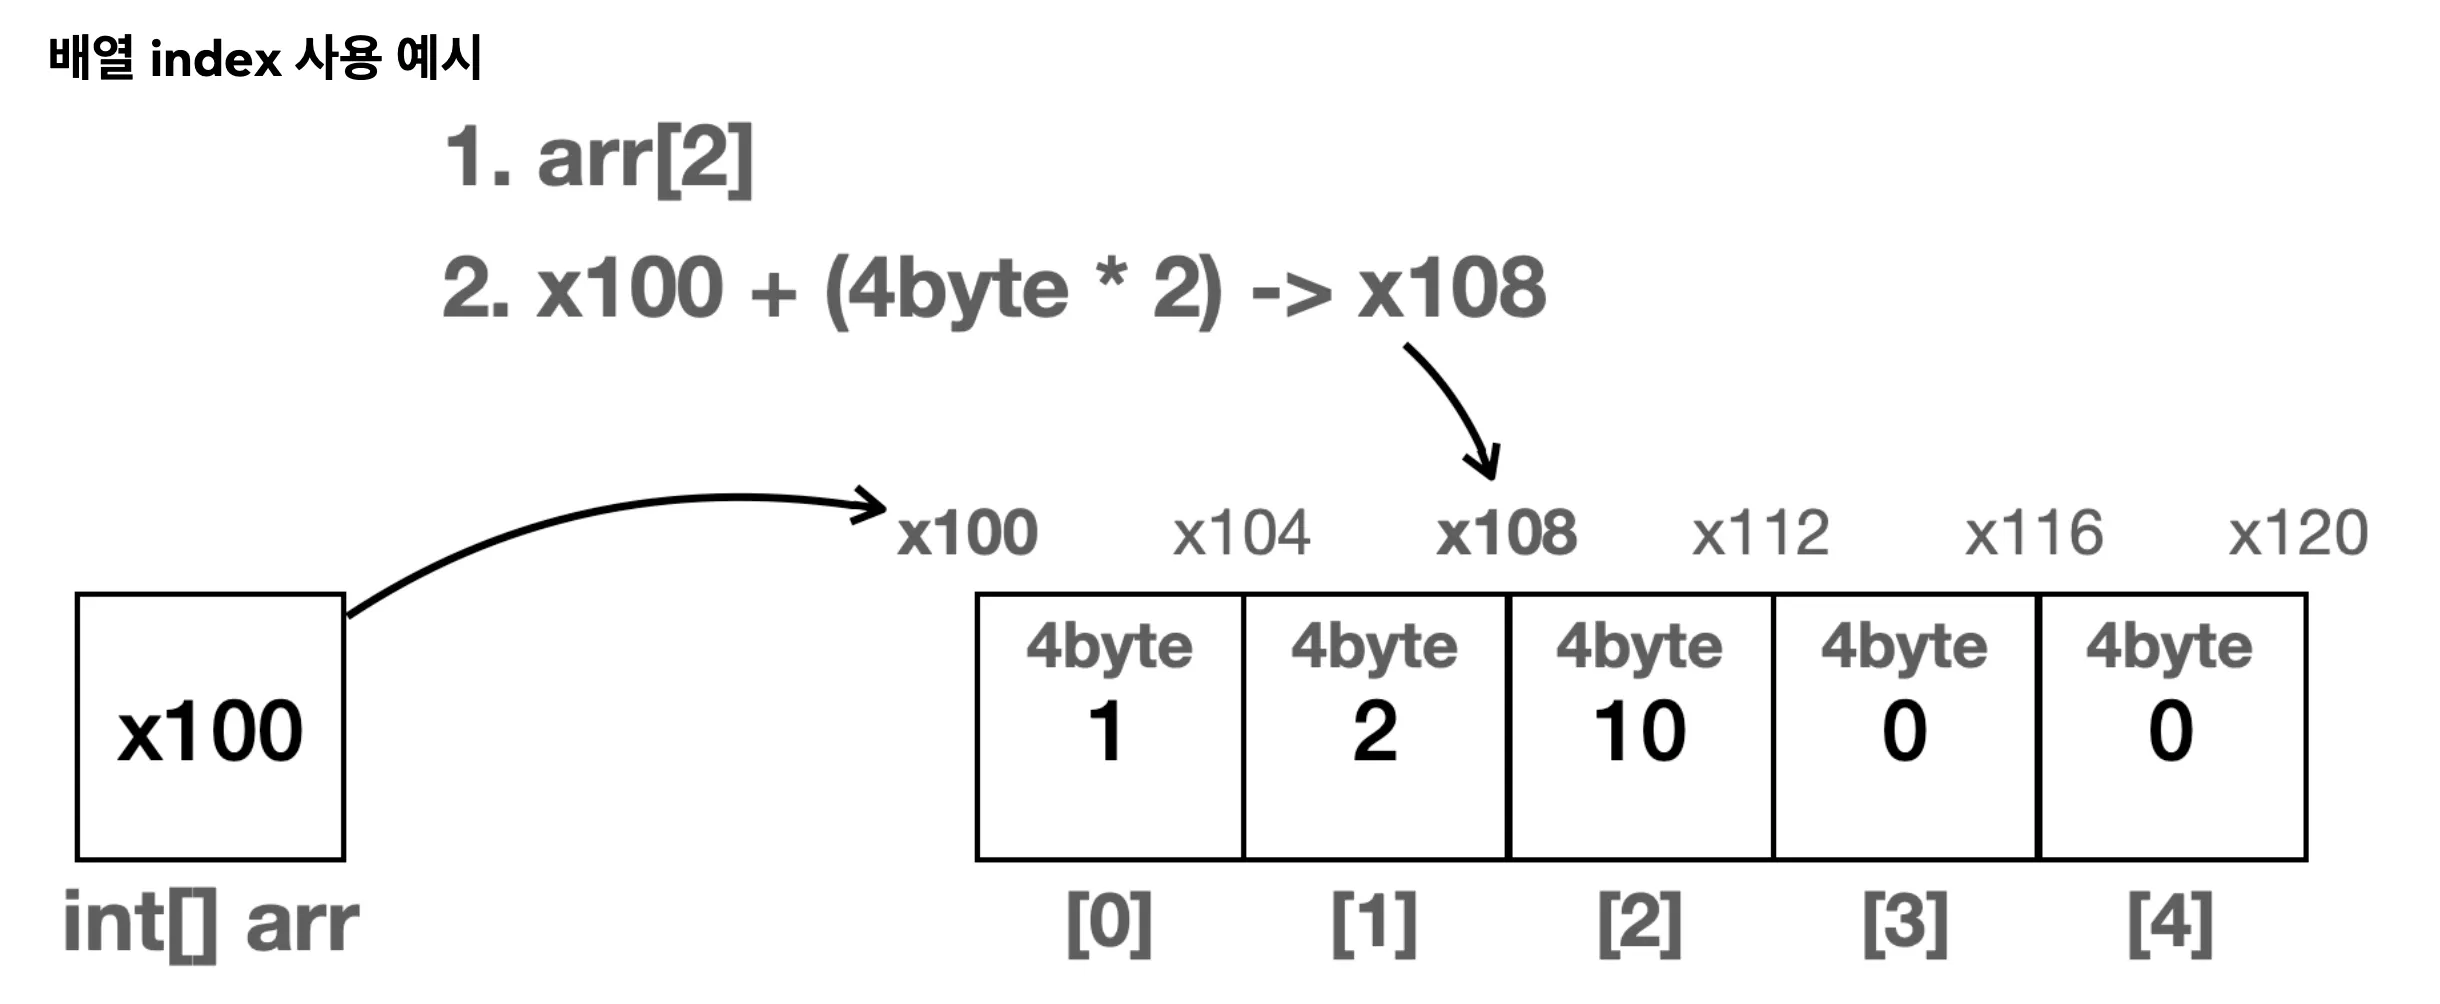 배열 index 사용 예시
1. arr[2]
2. x100 + (4byte * 2) -> x108
x100 x104 x108 x112 x116 x120
4byte 4byte 4byte 4byte 4byte
x100 1 2 10 0 0
int[] arr [0] [1] [2] [3] [4]